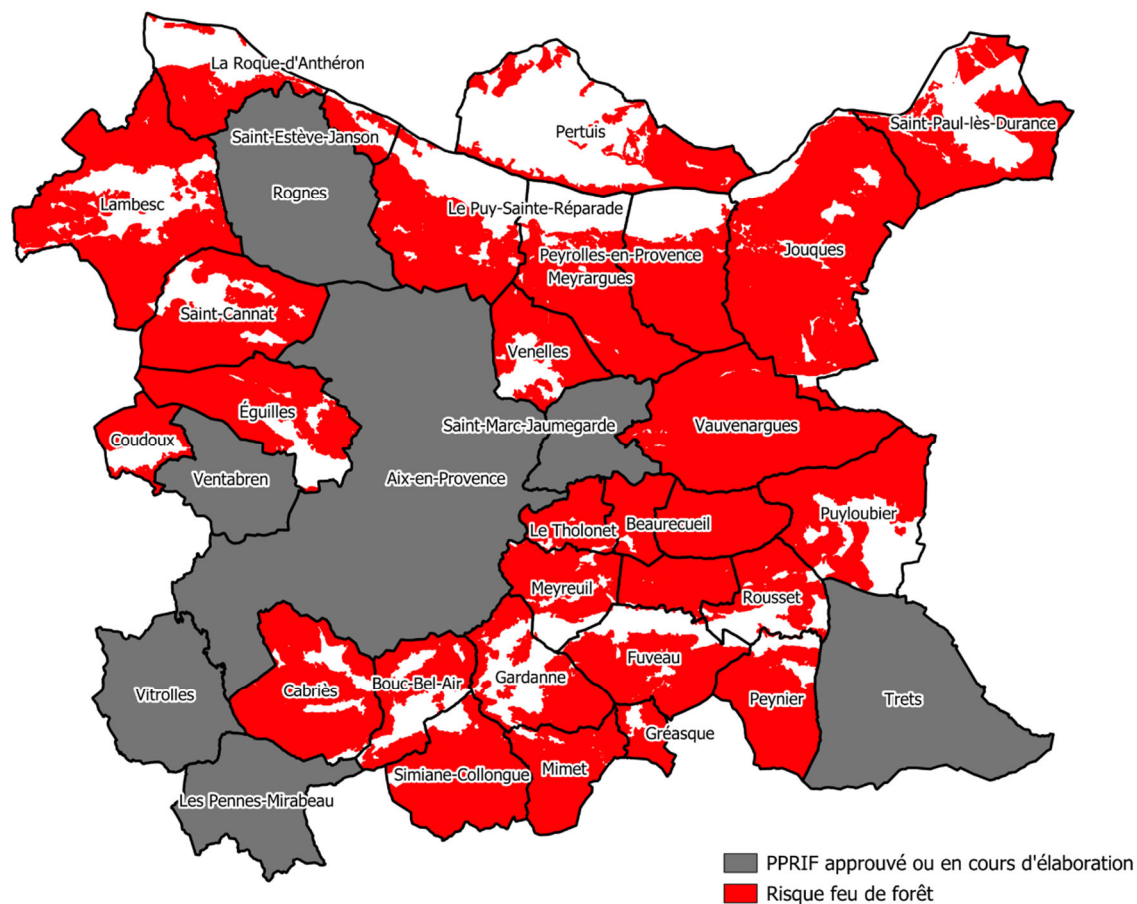 La Roque-d'Anthéron
Pertuis
Saint-Paul-lès-Durance
Saint-Estève-Janson
Rognes
Lambesc
Le Puy-Sainte-Réparade
Peyrolles-en-Provence
Jouques
Meyrargues
Saint-Cannat
Venelles
Éguilles
Saint-Marc-Jaumegarde
Vauvenargues
Coudoux
Ventabren
Aix-en-Provence
Puyloubier
Le Tholonet
Beaurecueil
Meyreuil
Rousset
Fuveau
Vitrolles
Cabriès
Bouc-Bel-Air
Gardanne
Peynier
Trets
Gréasque
Simiane-Collongue
Mimet
Les Pennes-Mirabeau
PPRIF approuvé ou en cours d'élaboration
Risque feu de forêt